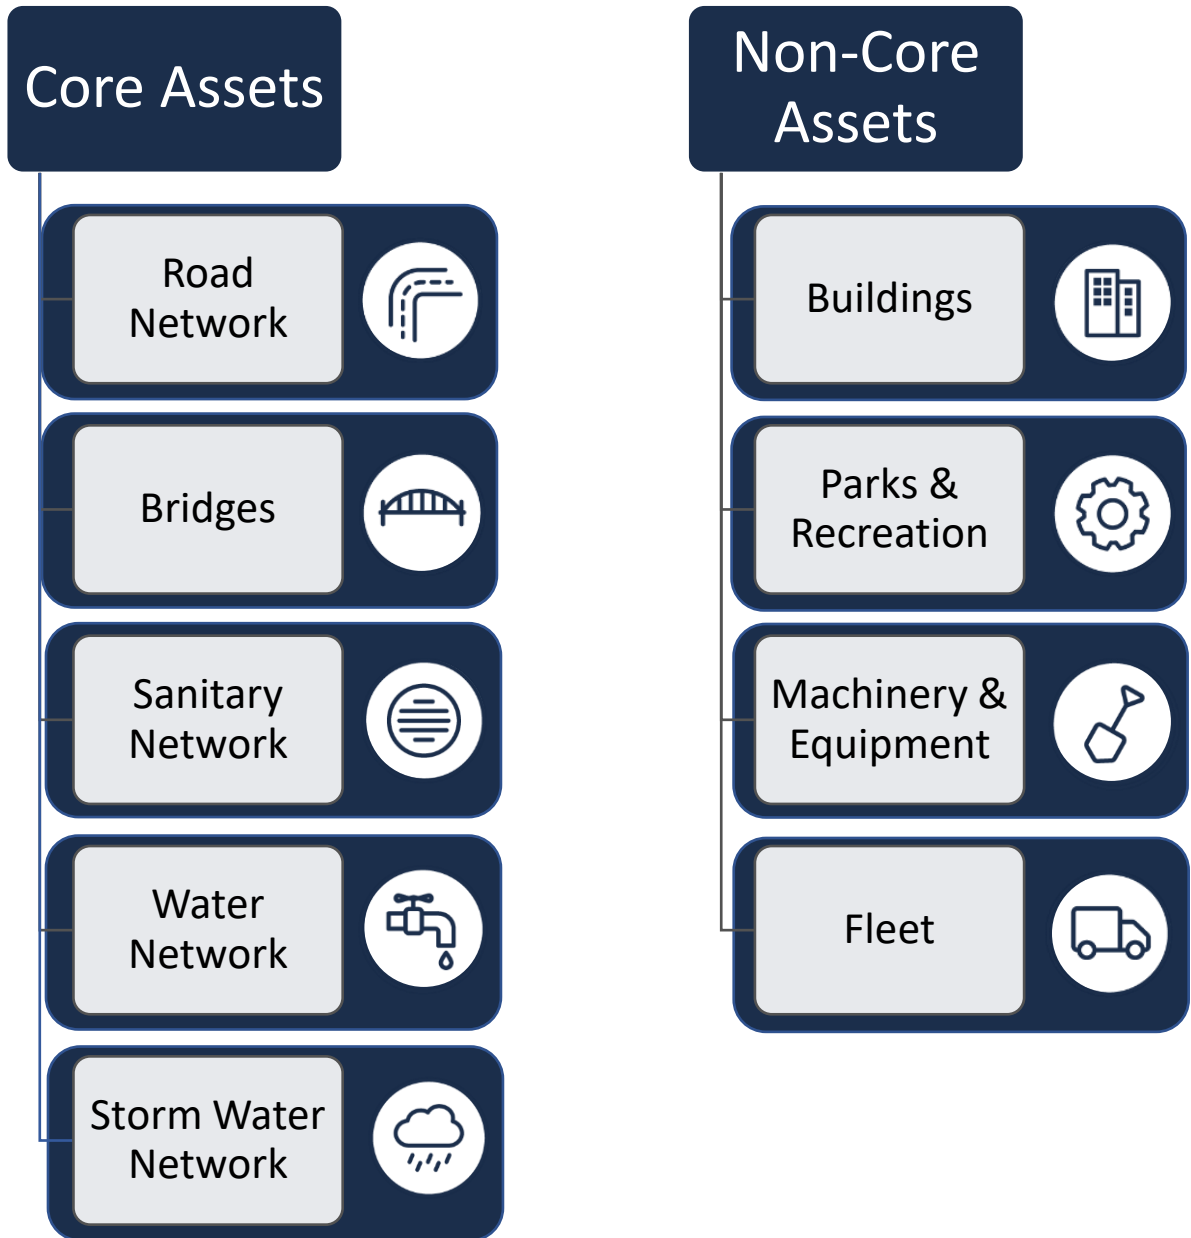 Core Assets
Road
Network
Bridges
Sanitary
Network
Water
Network
Storm Water
Network
Non-Core
Assets
Buildings
Parks &
Recreation
Machinery &
Equipment
Fleet